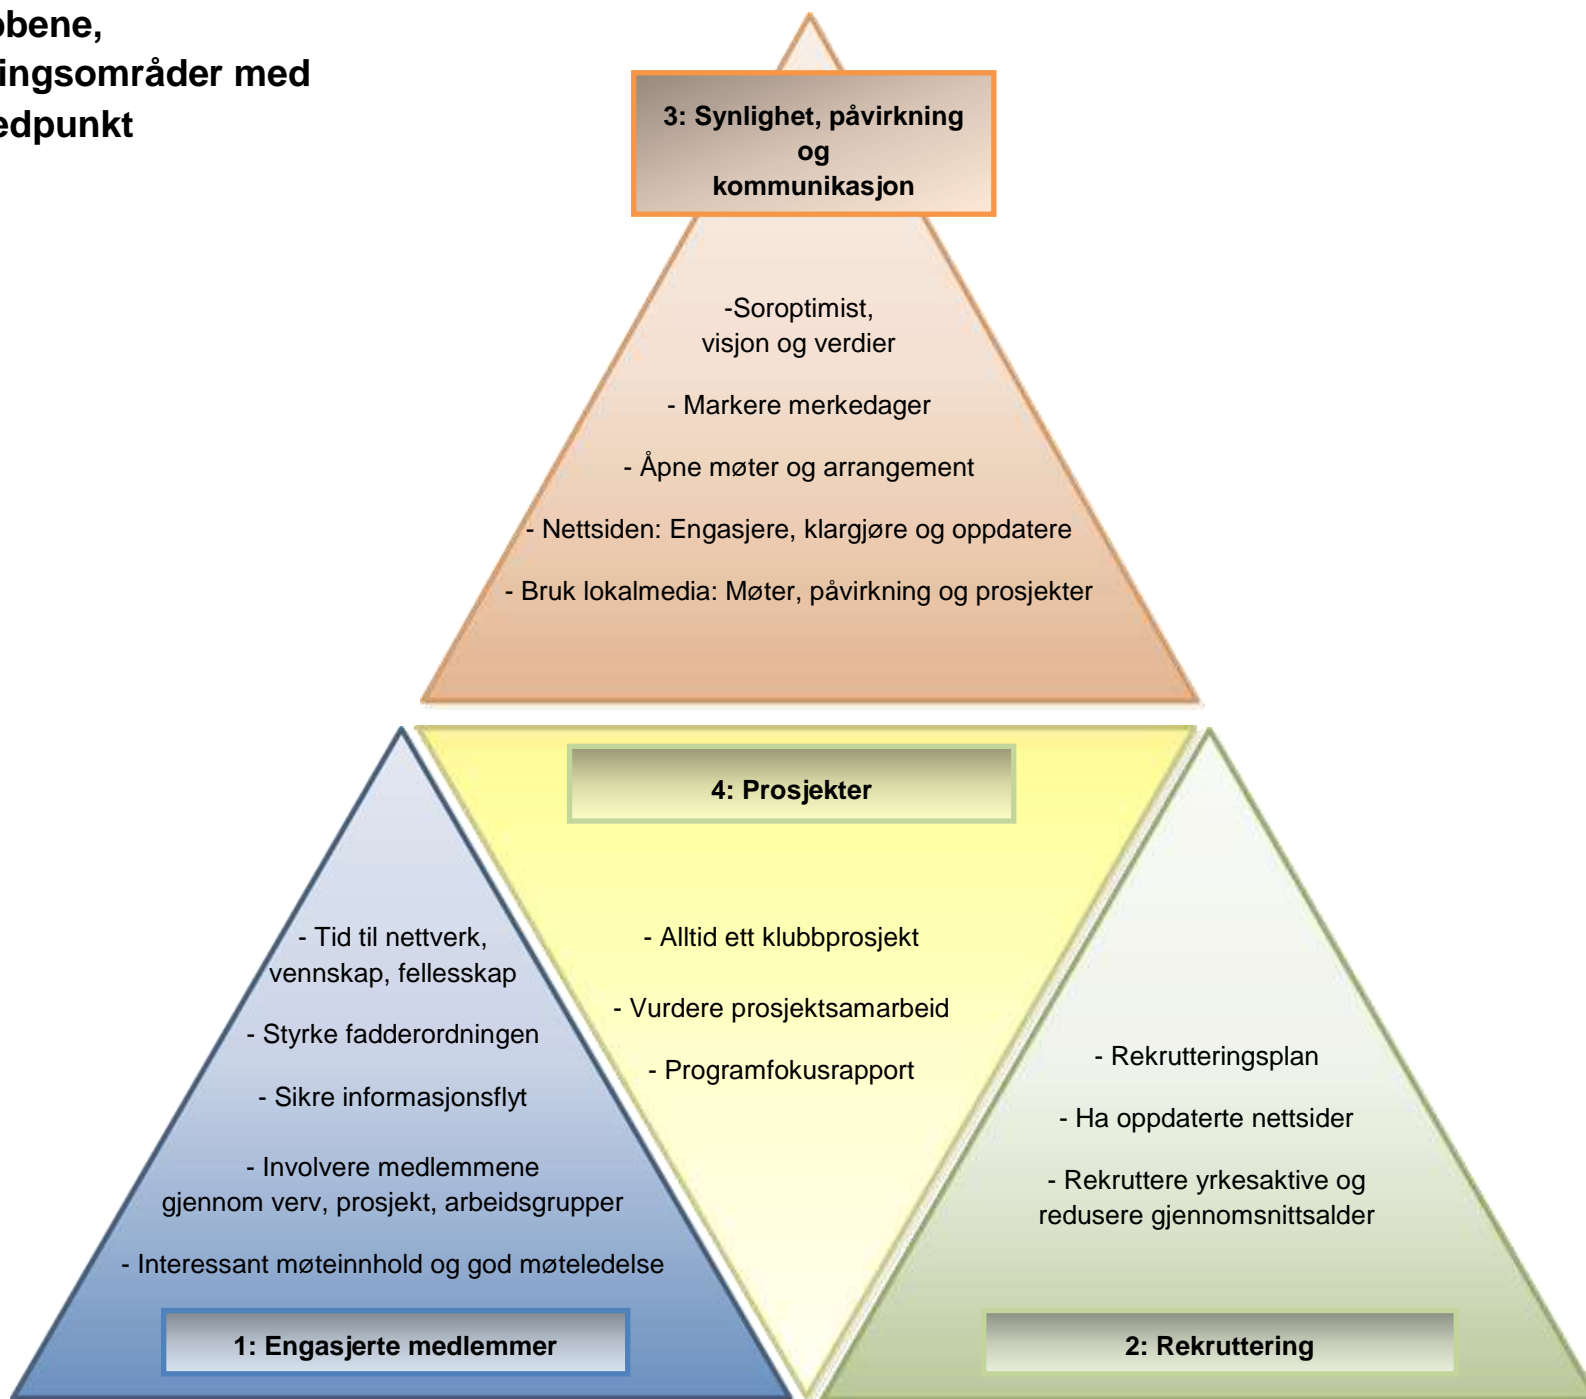 bbene,
ingsområder med
edpunkt
3: Synlighet, påvirkning
og
kommunikasjon
-Soroptimist,
visjon og verdier
- Markere merkedager
- Åpne møter og arrangement
- Nettsiden: Engasjere, klargjøre og oppdatere
- Bruk lokalmedia: Møter, påvirkning og prosjekter
4: Prosjekter
- Alltid ett klubbprosjekt
- Vurdere prosjektsamarbeid
- Programfokusrapport
- Tid til nettverk,
vennskap, fellesskap
- Styrke fadderordningen
- Sikre informasjonsflyt
- Involvere medlemmene
gjennom verv, prosjekt, arbeidsgrupper
- Interessant møteinnhold og god møteledelse
1: Engasjerte medlemmer
- Rekrutteringsplan
- Ha oppdaterte nettsider
- Rekruttere yrkesaktive og
redusere gjennomsnittsalder
2: Rekruttering